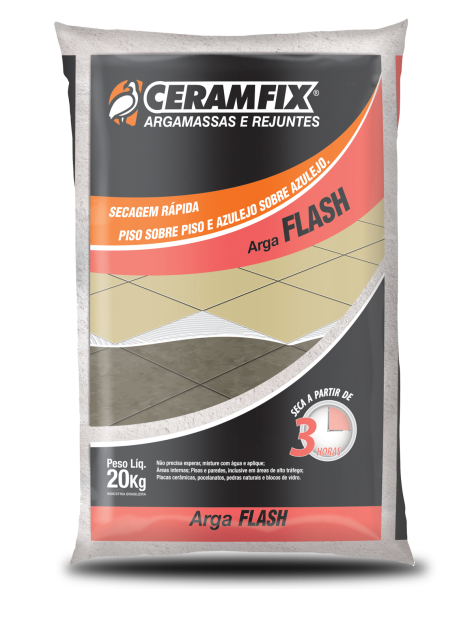 CERAMFIX®
ARGAMASSAS E REJUNTES
SECAGEM RÁPIDA
PISO SOBRE PISO E AZULEJO SOBRE AZULEJO.
Arga FLASH
SECA A PARTIR DE
3 HORAS
Peso Líq.
20Kg
INDÚSTRIA BRASILEIRA
Não precisa esperar, misture com água e aplique;
Áreas internas; Pisos e paredes, inclusive em áreas de alto tráfego;
Placas cerâmicas, porcelanatos, pedras naturais e blocos de vidro.
Arga FLASH